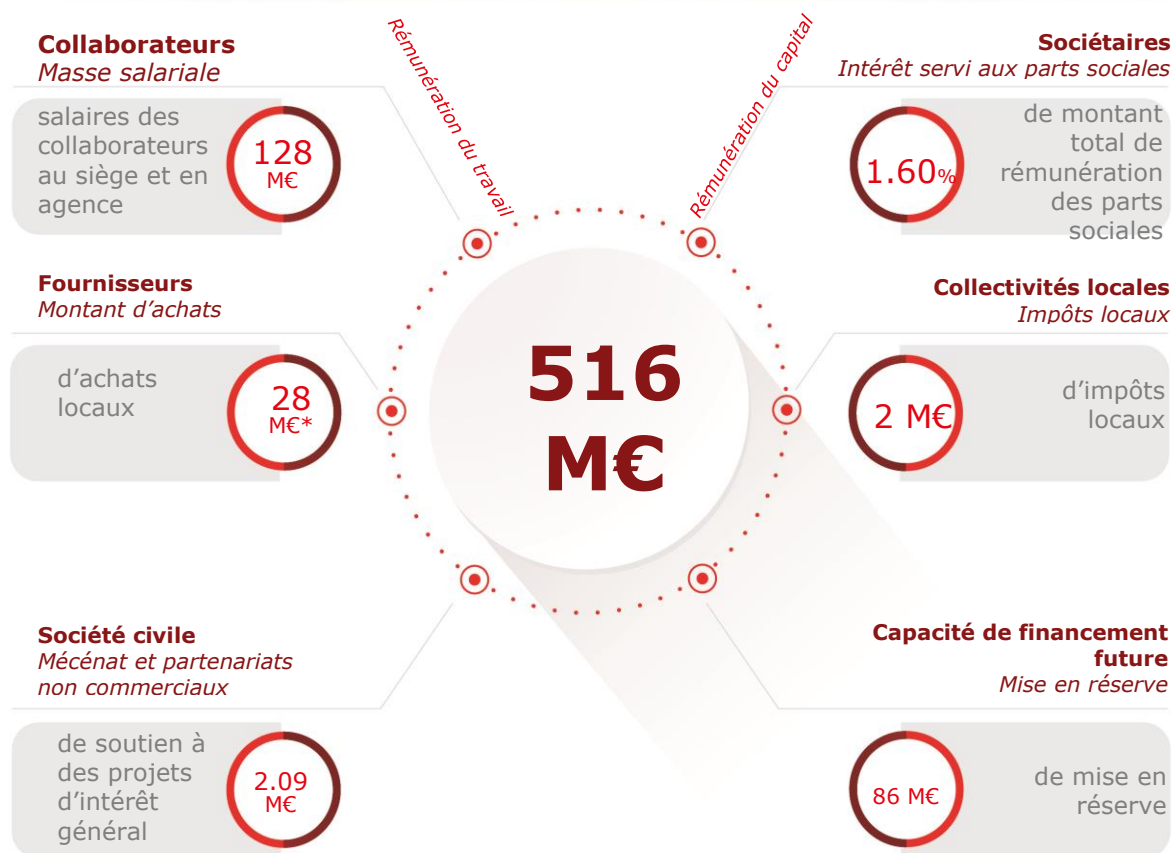 Collaborateurs
Masse salariale
salaires des
collaborateurs
au siège et en
agence
128
M€
Rémunération du travail
Fournisseurs
Montant d'achats
d'achats
locaux
28
M€*
Société civile
Mécénat et partenariats
non commerciaux
de soutien à
des projets
d'intérêt
général
2.09
M€
516
M€
Rémunération du capital
Sociétaires
Intérêt servi aux parts sociales
1.60%
de montant
total de
rémunération
des parts
sociales
Collectivités locales
Impôts locaux
2 M€
d'impôts
locaux
Capacité de financement
future
Mise en réserve
86 M€
de mise en
réserve